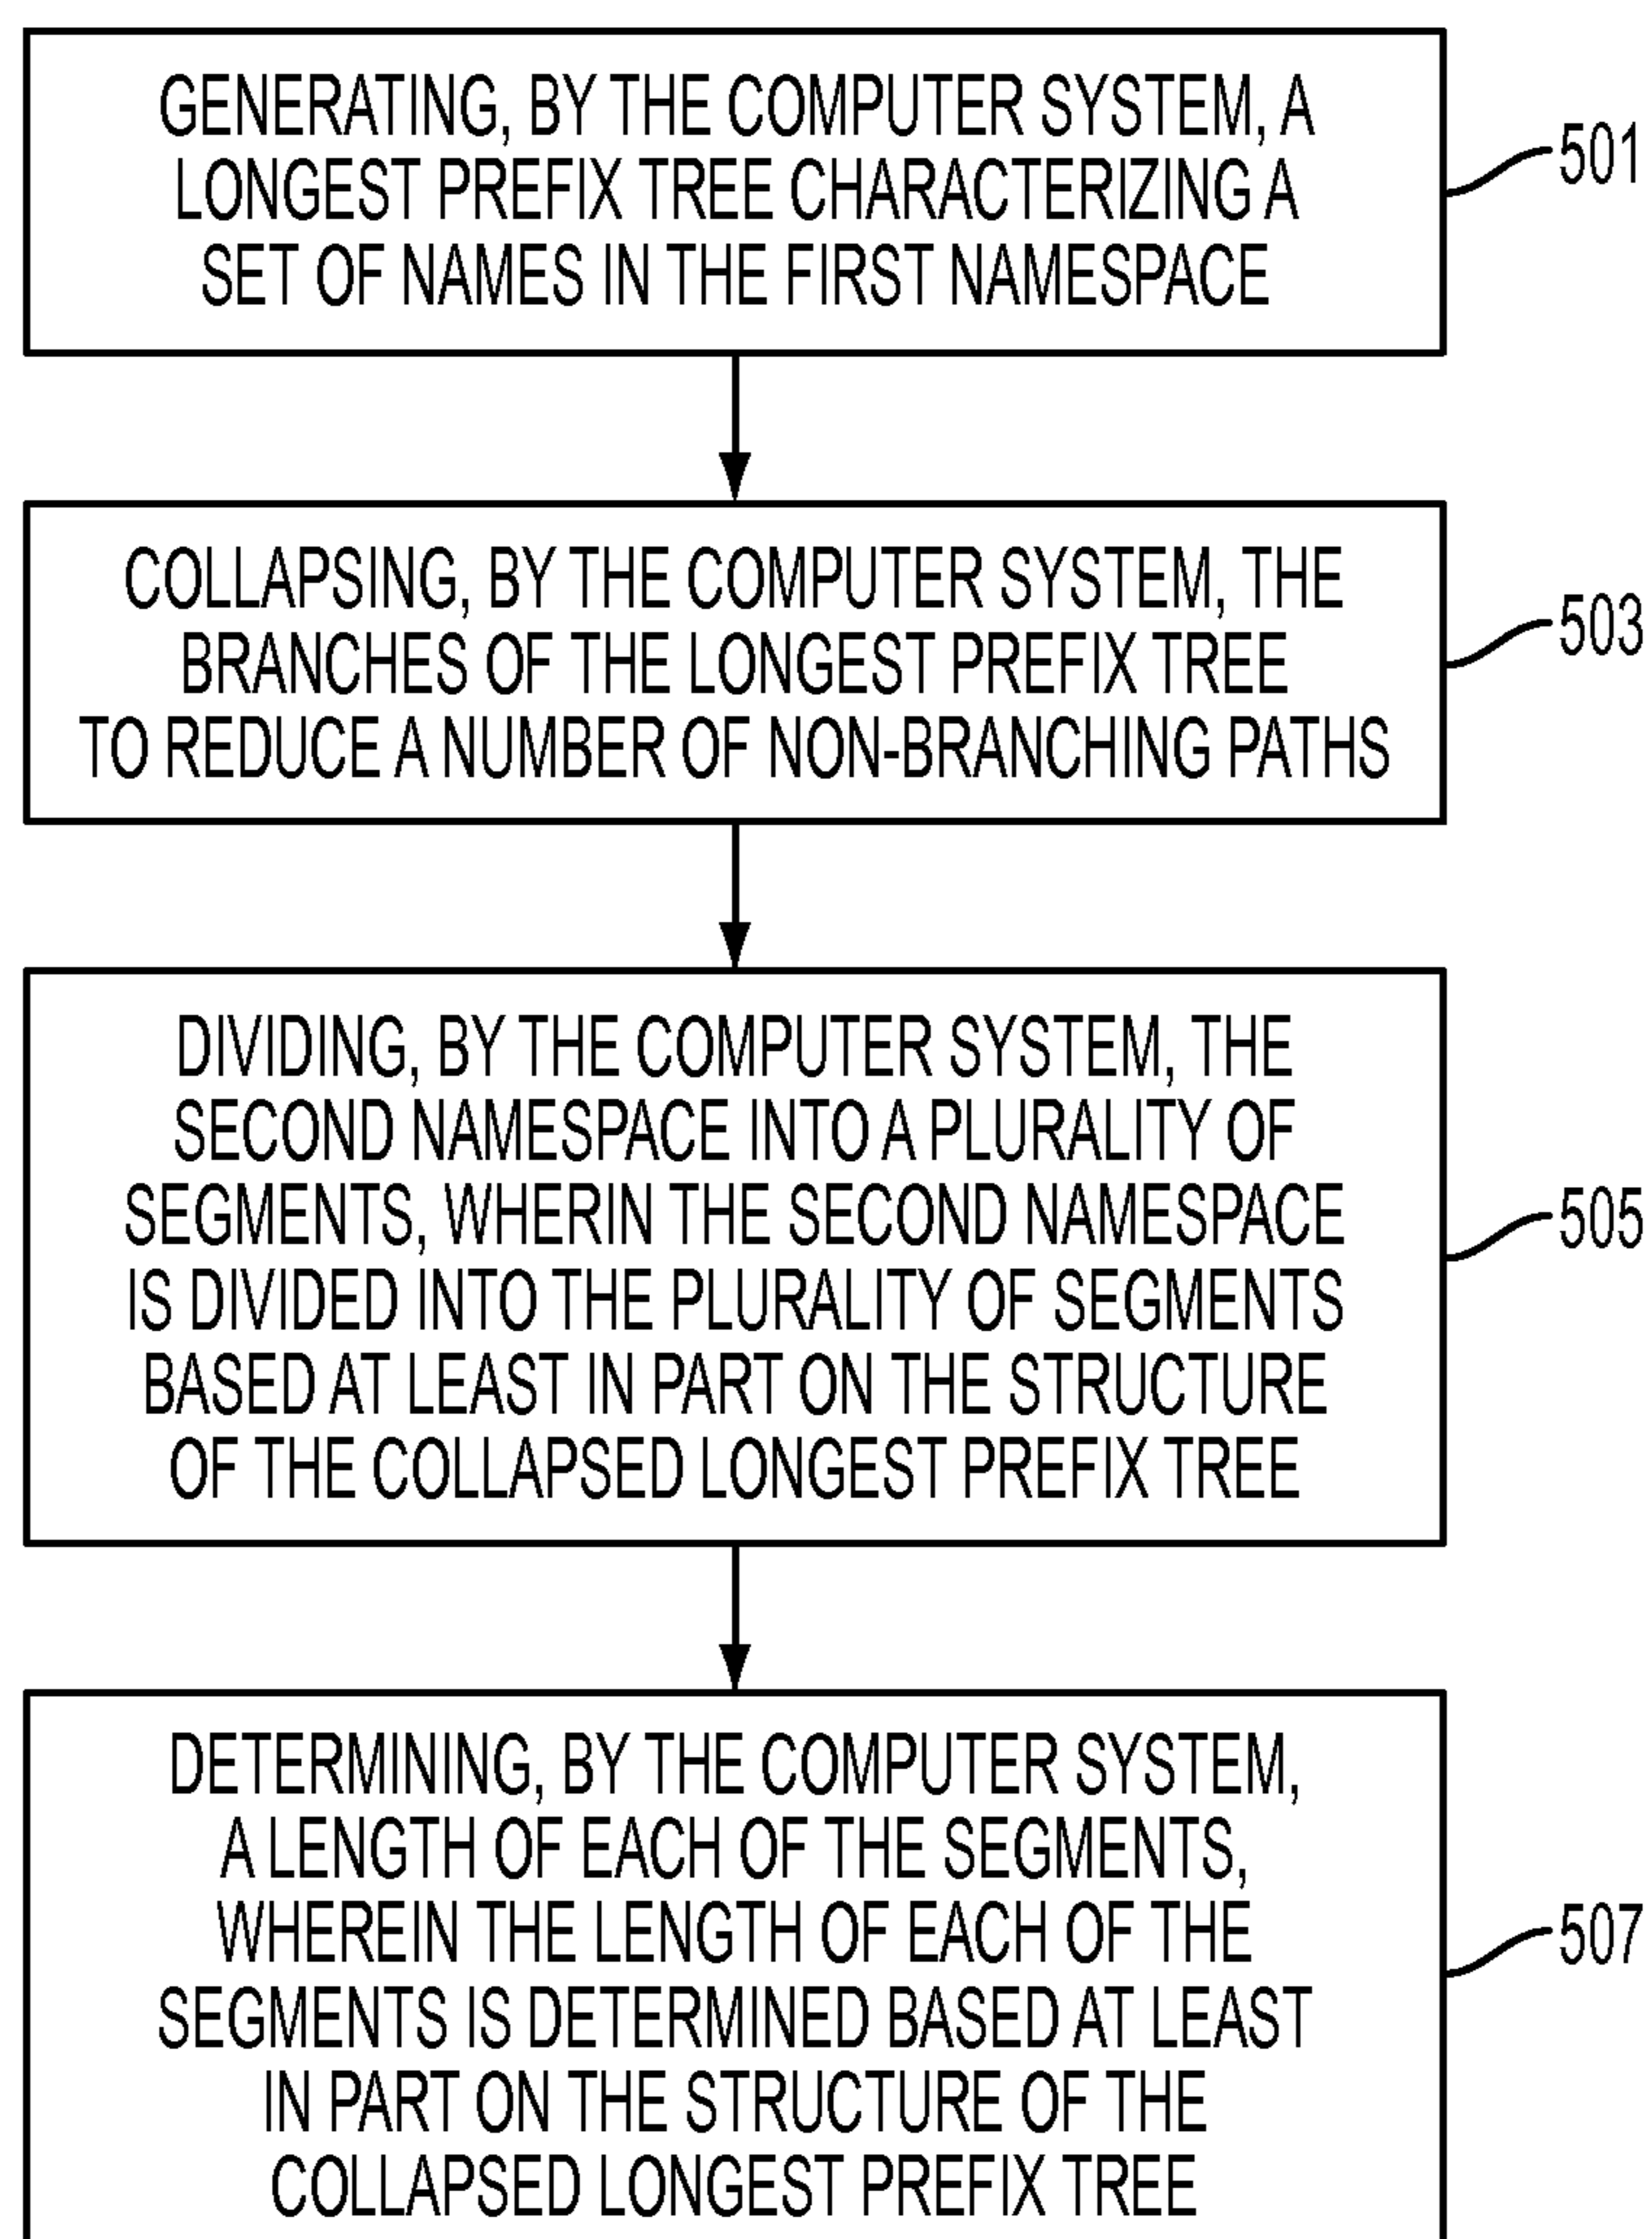 GENERATING, BY THE COMPUTER SYSTEM, A
LONGEST PREFIX TREE CHARACTERIZING A
SET OF NAMES IN THE FIRST NAMESPACE
501
COLLAPSING, BY THE COMPUTER SYSTEM, THE
BRANCHES OF THE LONGEST PREFIX TREE
TO REDUCE A NUMBER OF NON-BRANCHING PATHS
503
DIVIDING, BY THE COMPUTER SYSTEM, THE
SECOND NAMESPACE INTO A PLURALITY OF
SEGMENTS, WHERIN THE SECOND NAMESPACE
IS DIVIDED INTO THE PLURALITY OF SEGMENTS
BASED AT LEAST IN PART ON THE STRUCTURE
OF THE COLLAPSED LONGEST PREFIX TREE
505
DETERMINING, BY THE COMPUTER SYSTEM,
A LENGTH OF EACH OF THE SEGMENTS,
WHEREIN THE LENGTH OF EACH OF THE
SEGMENTS IS DETERMINED BASED AT LEAST
IN PART ON THE STRUCTURE OF THE
COLLAPSED LONGEST PREFIX TREE
507